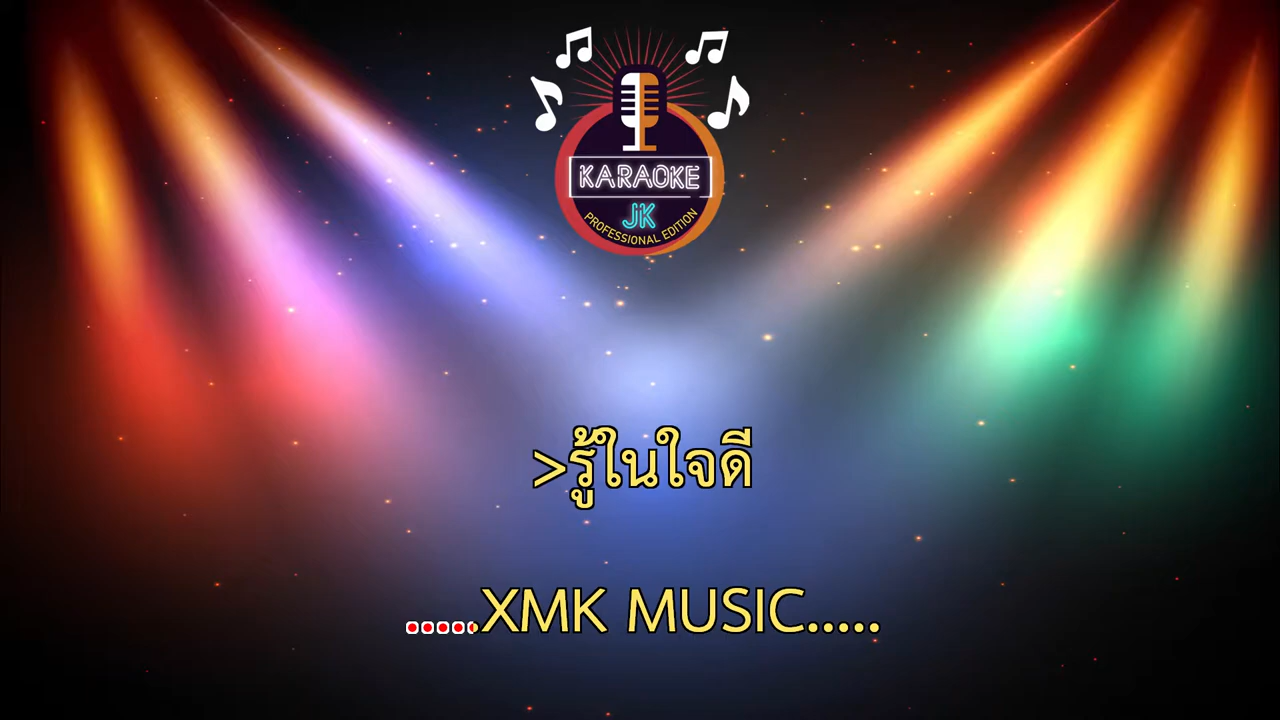 KARAOKE
JK
PROFESSIONAL EDITION
>รู้ในใจดี
.....XMK MUSIC.....